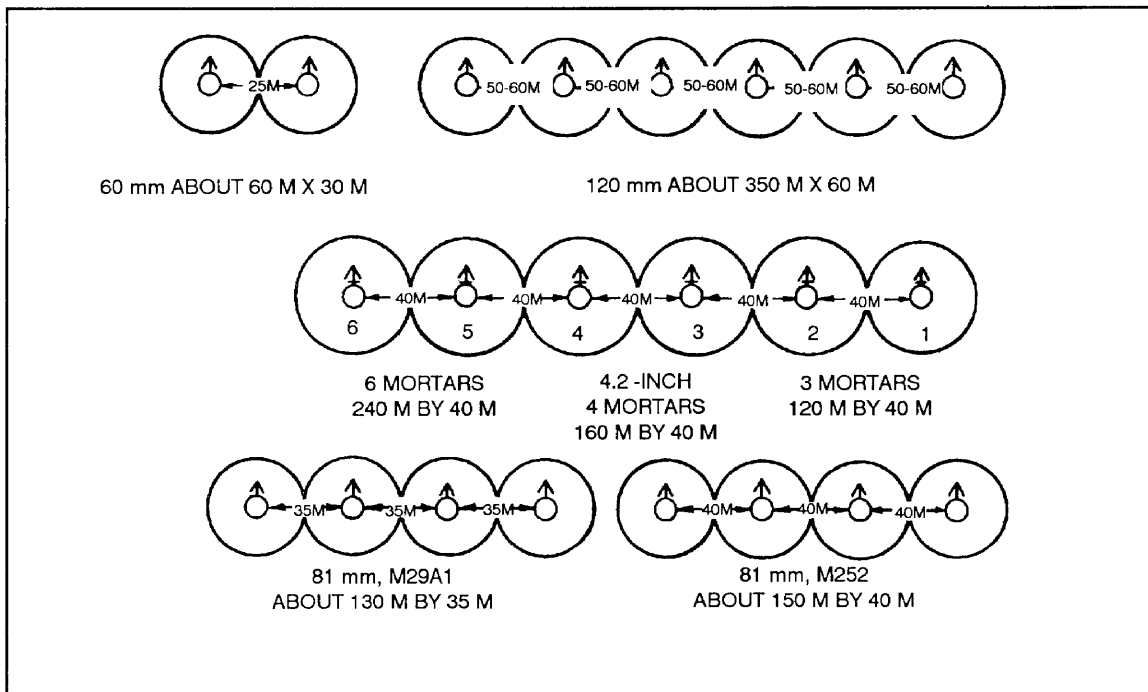 25M
50-60M 50-60M 50-60M 50-60M 50-60M
60 mm ABOUT 60 M X 30 M
120 mm ABOUT 350 M X 60 M
40M 40M 40M 40M 40M
6 5 4 3 2 1
6 MORTARS
240 M BY 40 M
4.2 -INCH
4 MORTARS
160 M BY 40 M
3 MORTARS
120 M BY 40 M
35M 35M 35M
81 mm, M29A1
ABOUT 130 M BY 35 M
40M 40M 40M
81 mm, M252
ABOUT 150 M BY 40 M